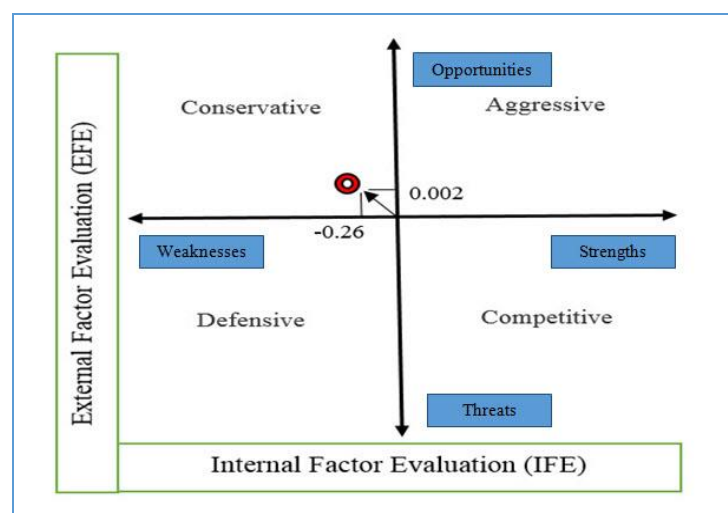 Opportunities
Conservative
Aggressive
0.002
-0.26
Weaknesses
Strengths
Defensive
Competitive
Threats
External Factor Evaluation (EFE)
Internal Factor Evaluation (IFE)